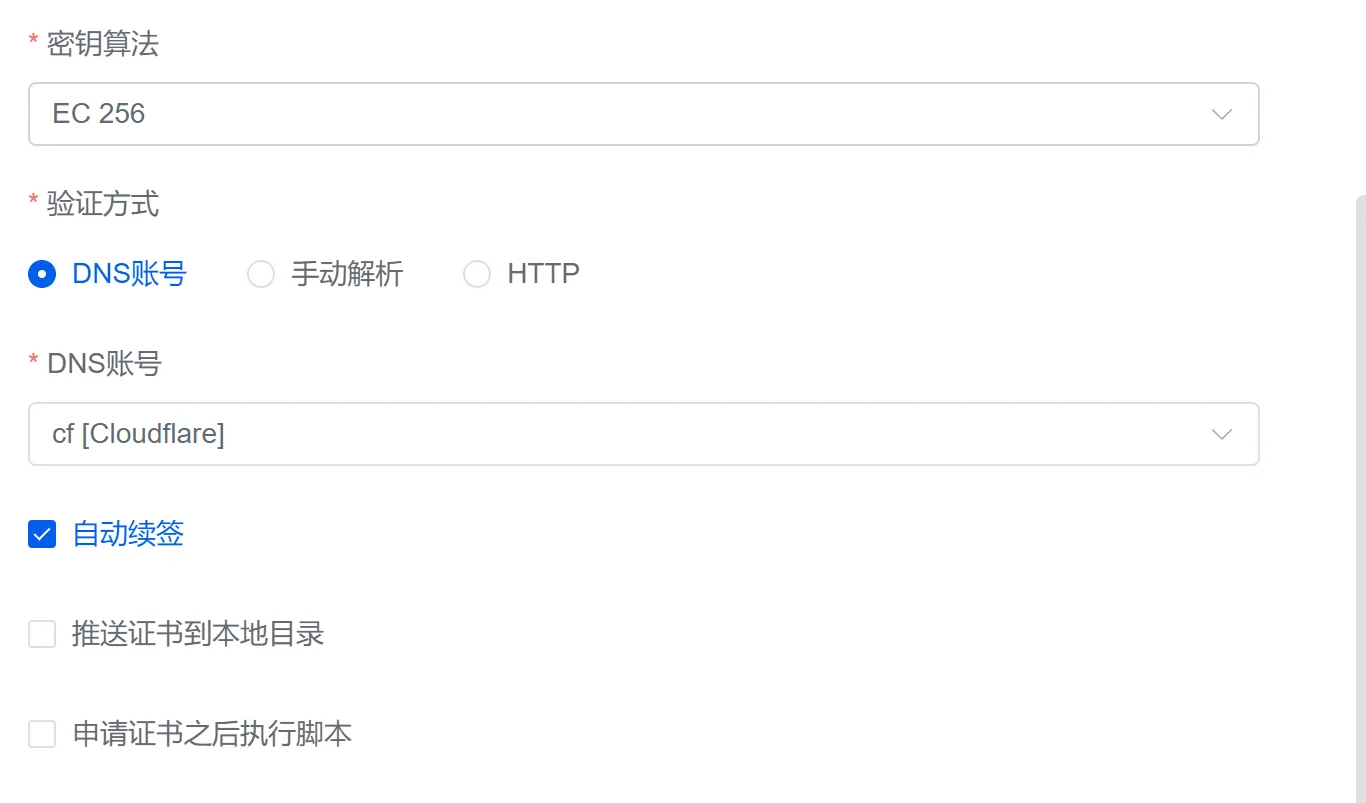 * 密钥算法
EC 256
* 验证方式
DNS账号 手动解析 HTTP
* DNS账号
cf [Cloudflare]
自动续签
推送证书到本地目录
申请证书之后执行脚本